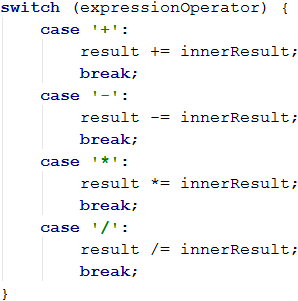 switch (expressionOperator) {
    case '+':
        result += innerResult;
        break;
    case '-':
        result -= innerResult;
        break;
    case '*':
        result *= innerResult;
        break;
    case '/':
        result /= innerResult;
        break;
}